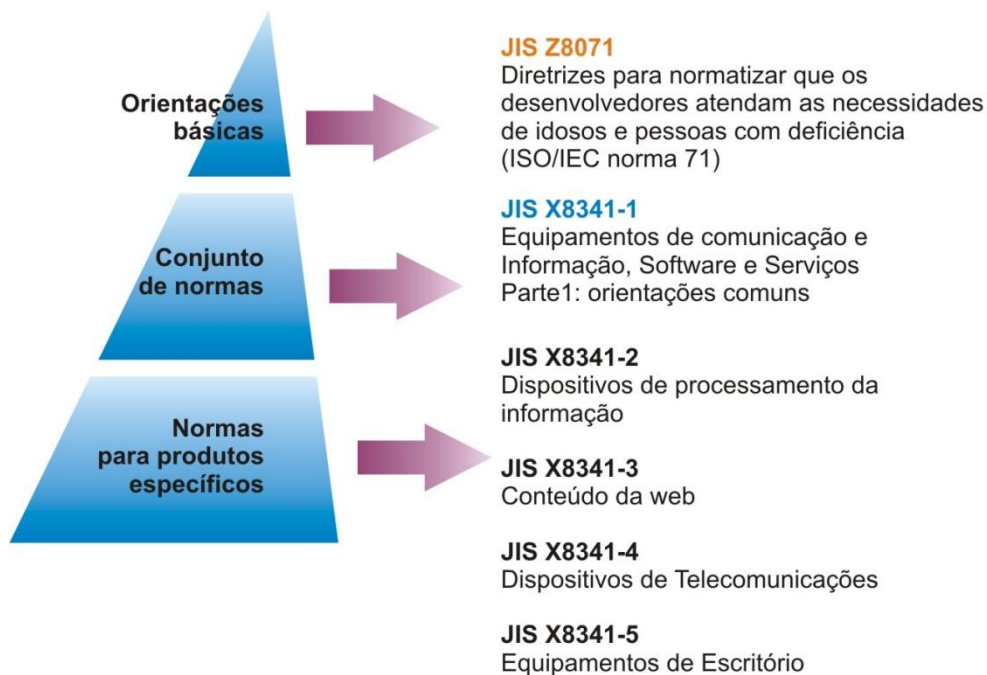 Orientações
básicas
JIS Z8071
Diretrizes para normatizar que os
desenvolvedores atendam as necessidades
de idosos e pessoas com deficiência
(ISO/IEC norma 71)
Conjunto
de normas
JIS X8341-1
Equipamentos de comunicação e
Informação, Software e Serviços
Parte1: orientações comuns
Normas
para produtos
específicos
JIS X8341-2
Dispositivos de processamento da
informação
JIS X8341-3
Conteúdo da web
JIS X8341-4
Dispositivos de Telecomunicações
JIS X8341-5
Equipamentos de Escritório